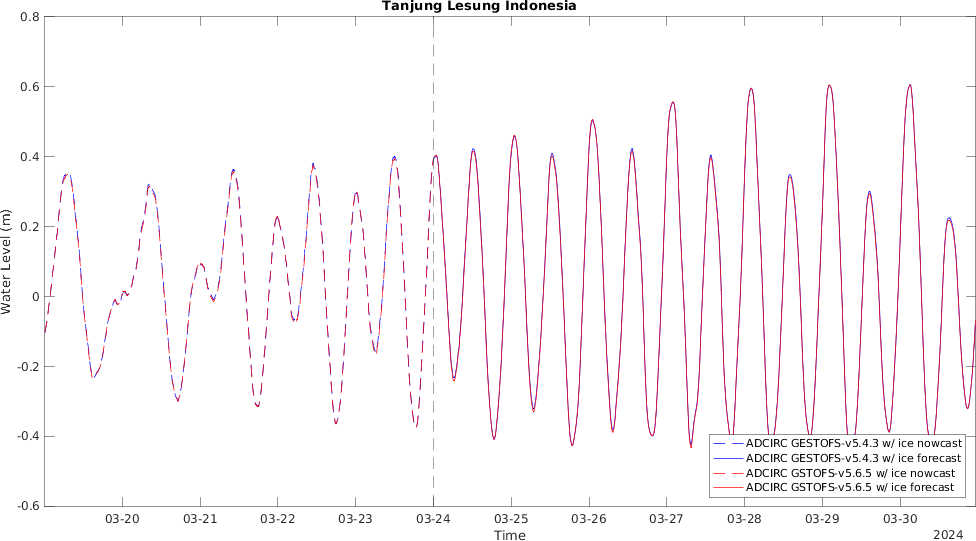 Tanjung Lesung Indonesia
Water Level (m)
0.8
0.6
0.4
0.2
0
-0.2
-0.4
-0.6
ADCIRC GESTOFS-v5.4.3 w/ ice nowcast
ADCIRC GESTOFS-v5.4.3 w/ ice forecast
ADCIRC GSTOFS-v5.6.5 w/ ice nowcast
ADCIRC GSTOFS-v5.6.5 w/ ice forecast
03-20 03-21 03-22 03-23 03-24 03-25 03-26 03-27 03-28 03-29 03-30
Time
2024